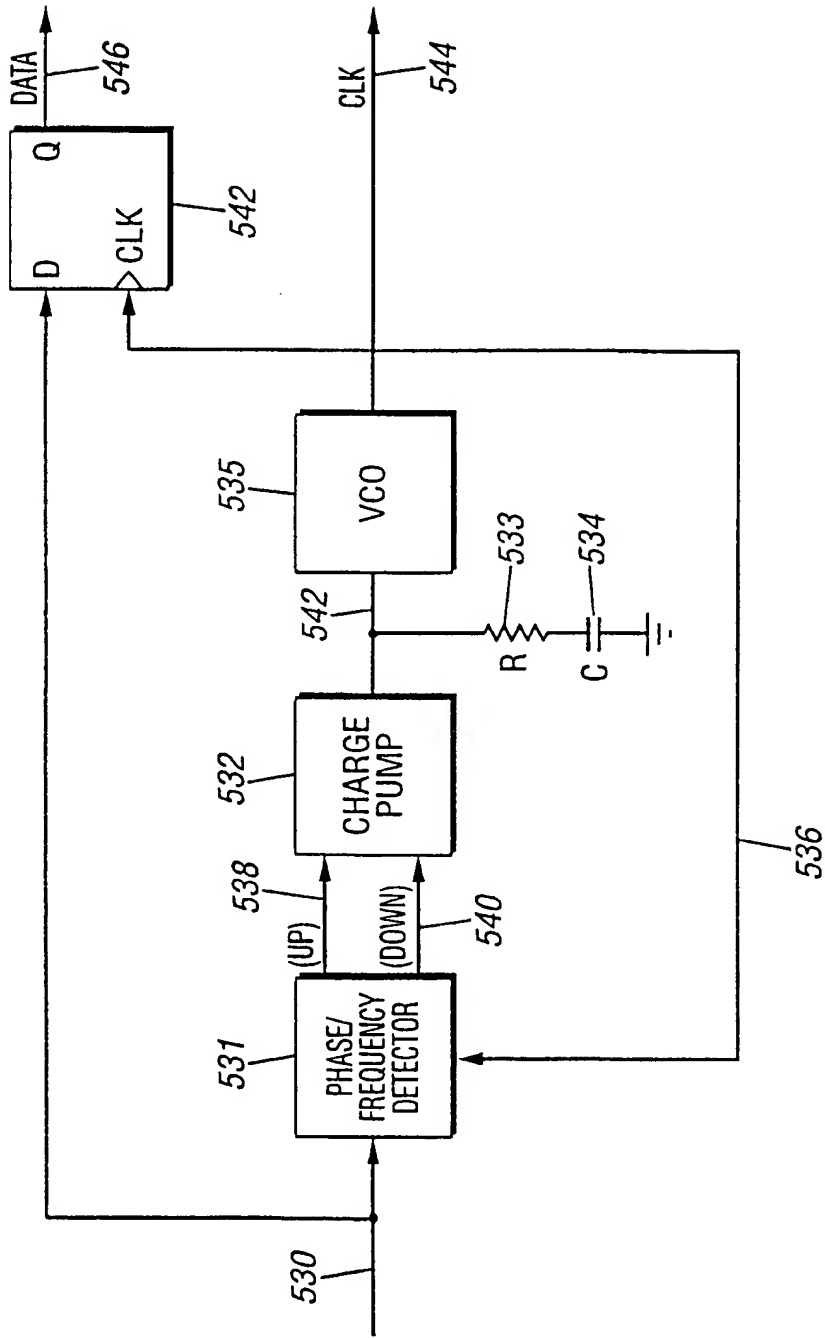 DATA
546
D
Q
CLK
542
CLK
544
535
VCO
542
533
R
534
C
532
CHARGE
PUMP
(UP)
538
(DOWN)
540
531
PHASE/
FREQUENCY
DETECTOR
530
536